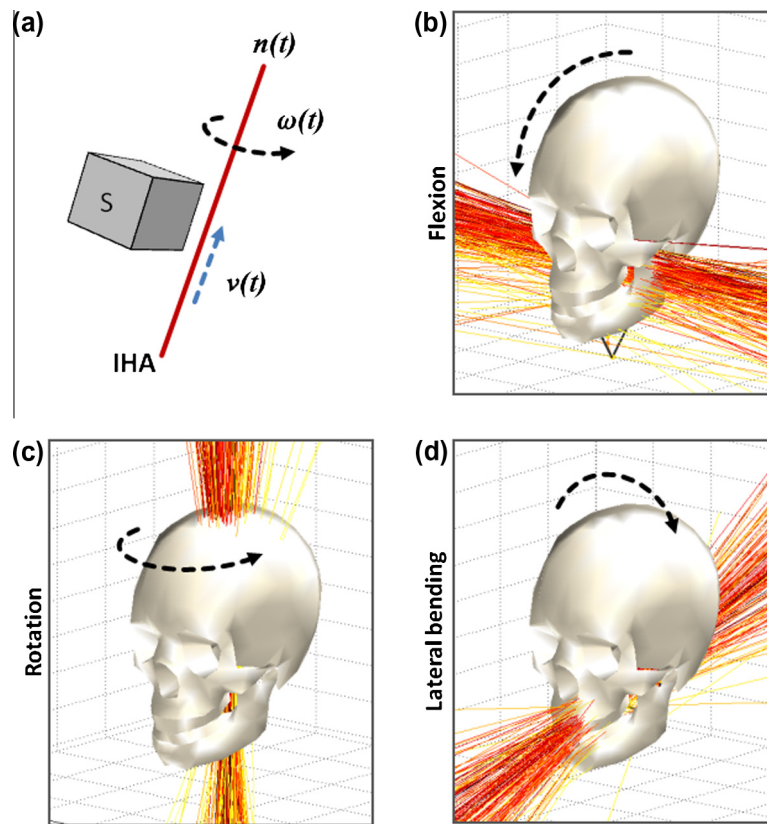 (a)
n(t)
ω(t)
S
v(t)
IHA
(b)
Flexion
(c)
Rotation
(d)
Lateral bending